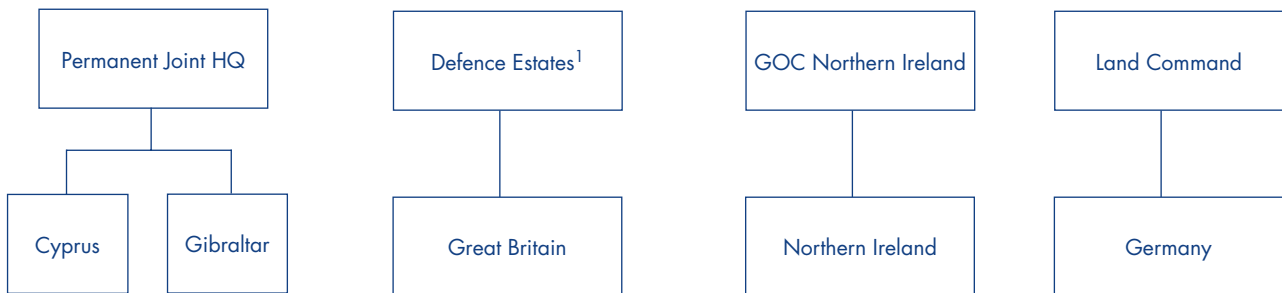 Permanent Joint HQ
Defence Estates1
GOC Northern Ireland
Land Command
Cyprus
Gibraltar
Great Britain
Northern Ireland
Germany